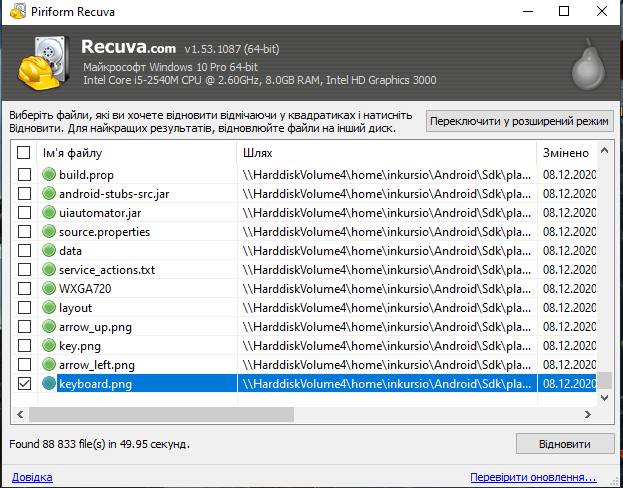 Piriform Recuva
Recuva.com v1.53.1087 (64-bit)
Майкрософт Windows 10 Pro 64-bit
Intel Core i5-2540M CPU @ 2.60GHz, 8.0GB RAM, Intel HD Graphics 3000
Виберіть файли, які ви хочете відновити відмічаючи у квадратиках і натисніть
Відновити. Для найкращих результатів, відновлюйте файли на інший диск.
Переключити у розширений режим
Ім'я файлу Шлях Змінено
build.prop \\HarddiskVolume4\home\inkursio\Android\Sdk\pla... 08.12.2020
android-stubs-src.jar \\HarddiskVolume4\home\inkursio\Android\Sdk\pla... 08.12.2020
uiautomator.jar \\HarddiskVolume4\home\inkursio\Android\Sdk\pla... 08.12.2020
source.properties \\HarddiskVolume4\home\inkursio\Android\Sdk\pla... 08.12.2020
data \\HarddiskVolume4\home\inkursio\Android\Sdk\pla... 08.12.2020
service_actions.txt \\HarddiskVolume4\home\inkursio\Android\Sdk\pla... 08.12.2020
WXGA720 \\HarddiskVolume4\home\inkursio\Android\Sdk\pla... 08.12.2020
layout \\HarddiskVolume4\home\inkursio\Android\Sdk\pla... 08.12.2020
arrow_up.png \\HarddiskVolume4\home\inkursio\Android\Sdk\pla... 08.12.2020
key.png \\HarddiskVolume4\home\inkursio\Android\Sdk\pla... 08.12.2020
arrow_left.png \\HarddiskVolume4\home\inkursio\Android\Sdk\pla... 08.12.2020
keyboard.png \\HarddiskVolume4\home\inkursio\Android\Sdk\pla... 08.12.2020
Found 88 833 file(s) in 49.95 секунд.
Відновити
Довідка
Перевірити оновлення...